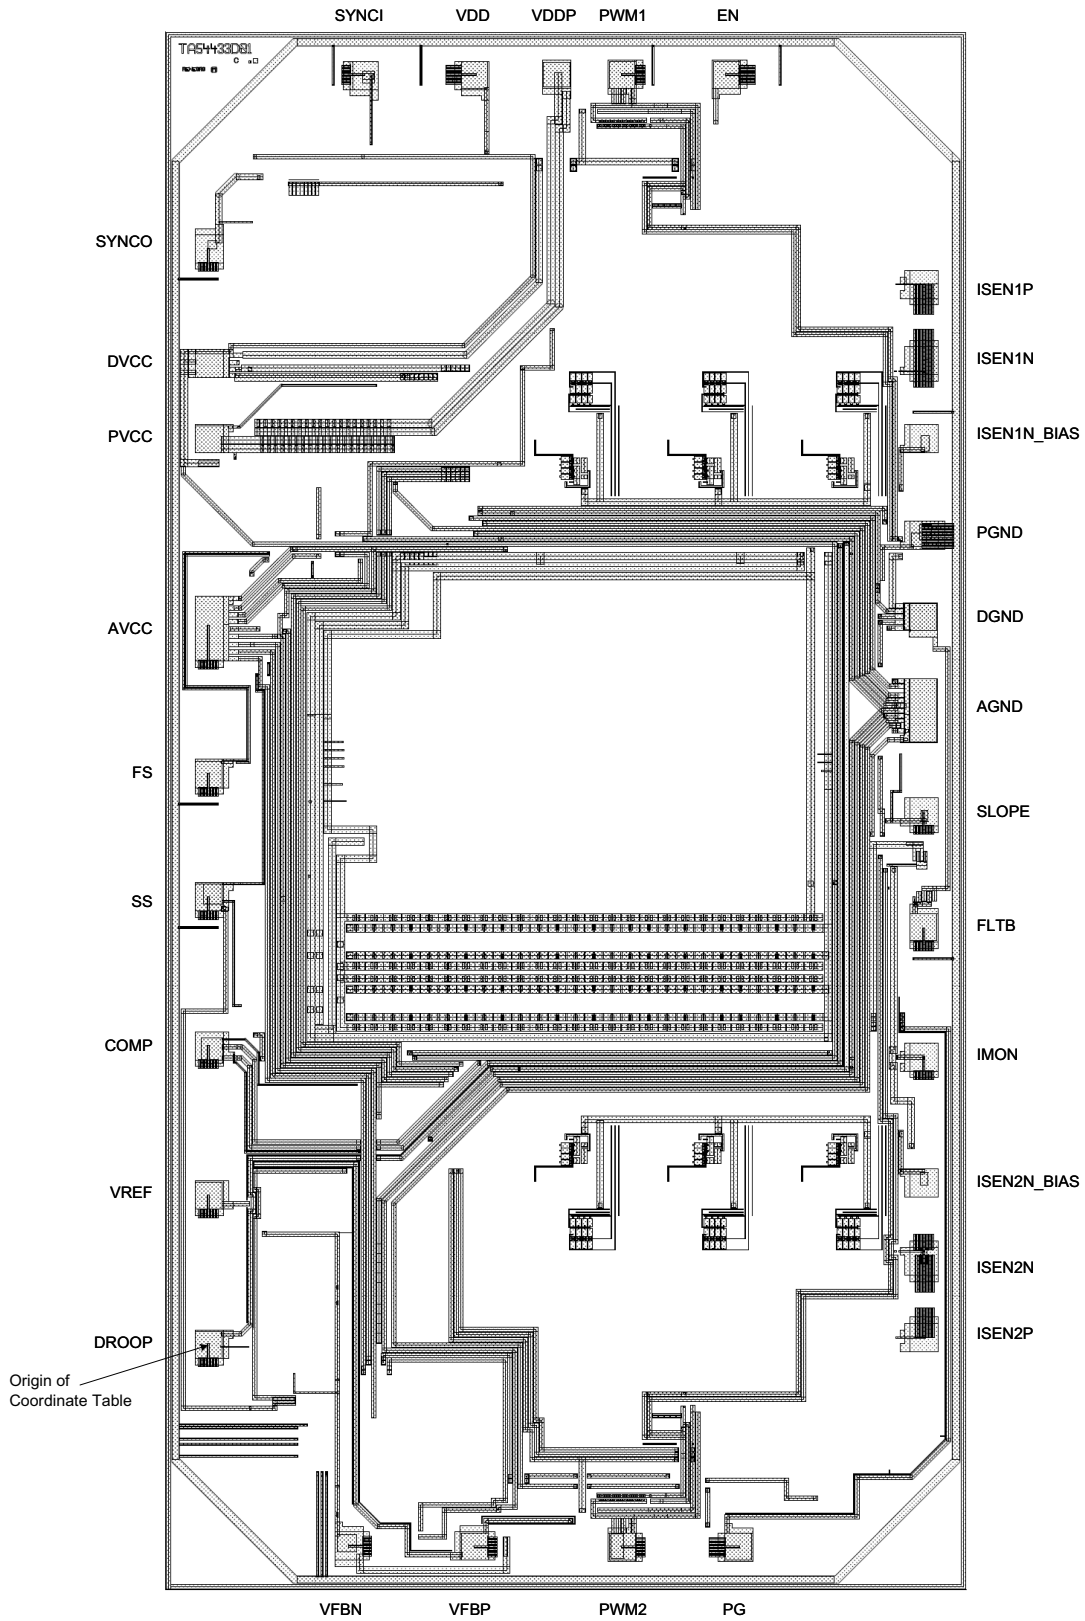 SYNCI VDD VDDP PWM1 EN
TA54433D01
SYNCO
ISEN1P
DVCC
ISEN1N
PVCC
ISEN1N_BIAS
PGND
DGND
AVCC
AGND
FS
SLOPE
SS
FLTB
COMP
IMON
VREF
ISEN2N_BIAS
ISEN2N
ISEN2P
DROOP
Origin of
Coordinate Table
VFBN VFBP PWM2 PG